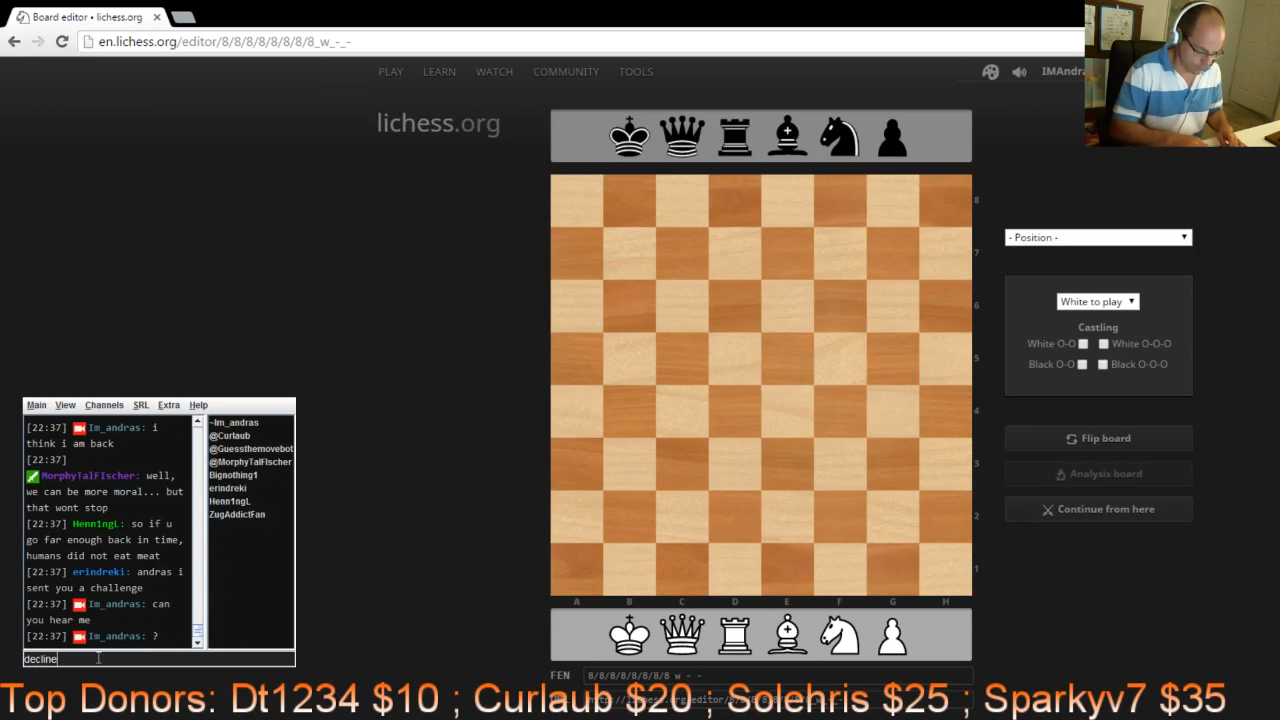 Board editor • lichess.org
en.lichess.org/editor/8/8/8/8/8/8/8/8_w_-_-
PLAY LEARN WATCH COMMUNITY TOOLS
IMAndra
lichess.org
8
7
6
5
4
3
2
1
A B C D E F G H
- Position -
White to play
Castling
White O-O White O-O-O
Black O-O Black O-O-O
Flip board
Analysis board
Continue from here
FEN 8/8/8/8/8/8/8/8 w - -
Main View Channels SRL Extra Help
[22:37] Im_andras: i
think i am back
[22:37]
MorphyTalFIscher: well,
we can be more moral... but
that wont stop
[22:37] Henn1ngL: so if u
go far enough back in time,
humans did not eat meat
[22:37] erindreki: andras i
sent you a challenge
[22:37] Im_andras: can
you hear me
[22:37] Im_andras: ?
~Im_andras
@Curlaub
@Guessthemovebot
@MorphyTalFIscher
Bignothing1
erindreki
Henn1ngL
ZugAddictFan
decline
Top Donors: Dt1234 $10 ; Curlaub $20 ; Solehris $25 ; Sparkyv7 $35